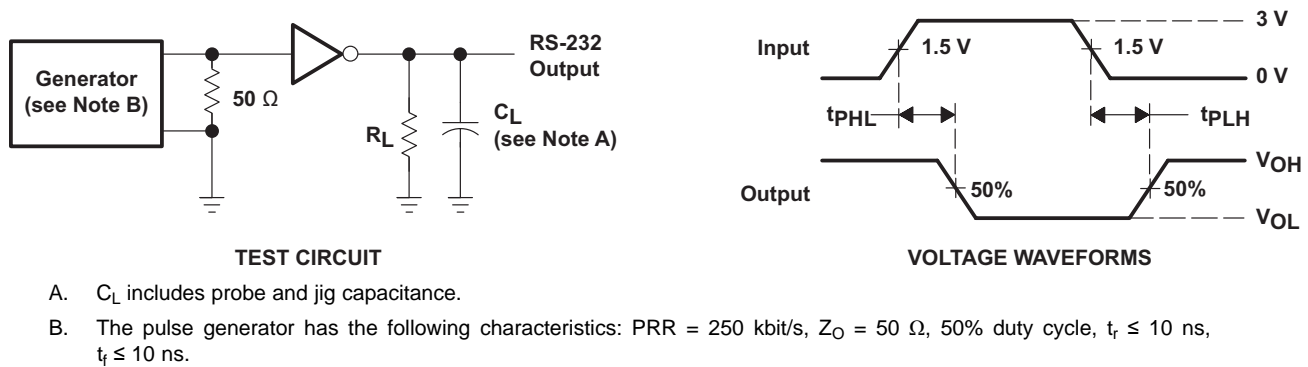 Generator
(see Note B)
50 Ω
RS-232
Output
RL
CL
(see Note A)
TEST CIRCUIT
Input
1.5 V
1.5 V
3 V
0 V
tPHL
tPLH
Output
50%
50%
VOH
VOL
VOLTAGE WAVEFORMS
A. CL includes probe and jig capacitance.
B. The pulse generator has the following characteristics: PRR = 250 kbit/s, ZO = 50 Ω, 50% duty cycle, tr ≤ 10 ns,
tf ≤ 10 ns.